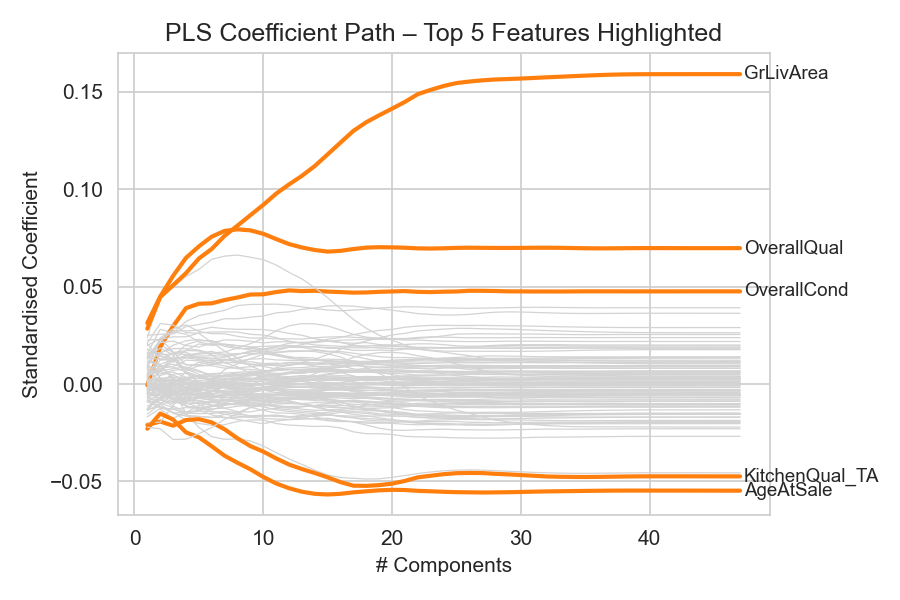 PLS Coefficient Path – Top 5 Features Highlighted
Standardised Coefficient
0.15
0.10
0.05
0.00
−0.05
GrLivArea
OverallQual
OverallCond
KitchenQual_TA
AgeAtSale
0
10
20
30
40
# Components